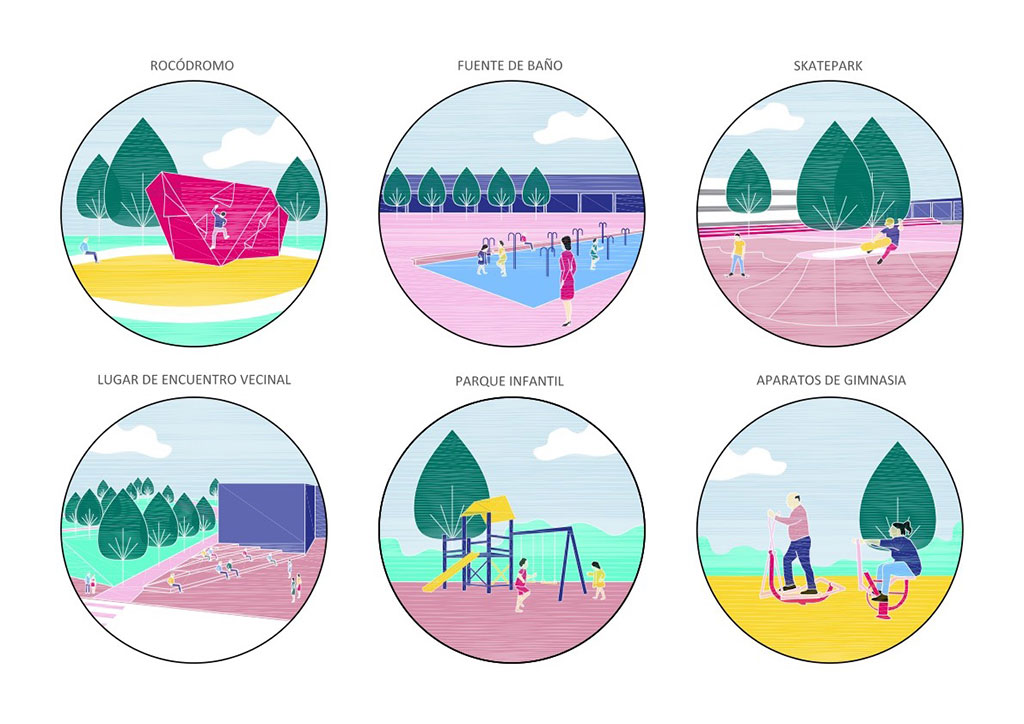 ROCÓDROMO
FUENTE DE BAÑO
SKATEPARK
LUGAR DE ENCUENTRO VECINAL
PARQUE INFANTIL
APARATOS DE GIMNASIA